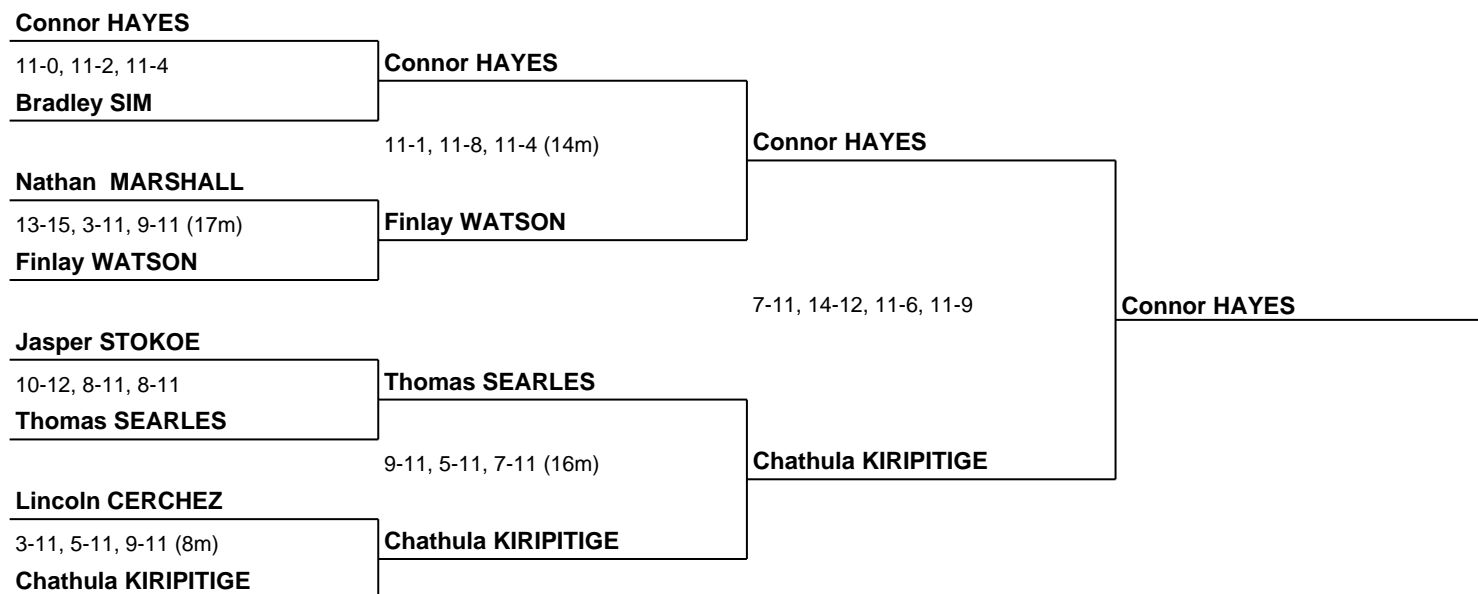 Connor HAYES
11-0, 11-2, 11-4
Bradley SIM
Nathan  MARSHALL
13-15, 3-11, 9-11 (17m)
Finlay WATSON
Jasper STOKOE
10-12, 8-11, 8-11
Thomas SEARLES
Lincoln CERCHEZ
3-11, 5-11, 9-11 (8m)
Chathula KIRIPITIGE
Connor HAYES
11-1, 11-8, 11-4 (14m)
Finlay WATSON
Thomas SEARLES
9-11, 5-11, 7-11 (16m)
Chathula KIRIPITIGE
Connor HAYES
7-11, 14-12, 11-6, 11-9
Chathula KIRIPITIGE
Connor HAYES